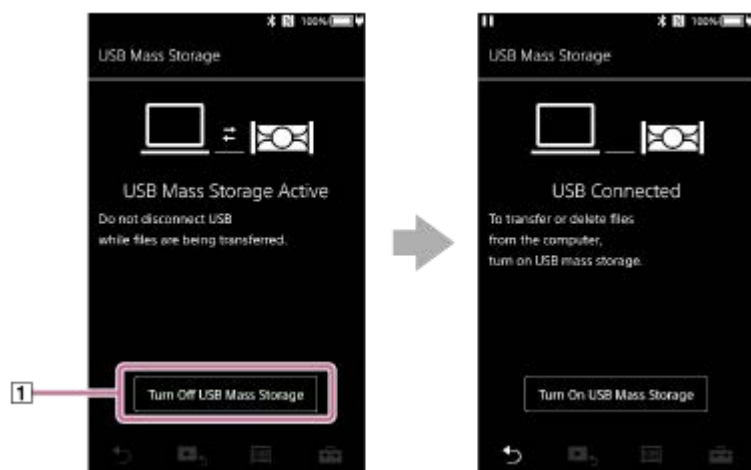 100%
USB Mass Storage
USB Mass Storage Active
Do not disconnect USB
while files are being transferred.
1
Turn Off USB Mass Storage
100%
USB Mass Storage
USB Connected
To transfer or delete files
from the computer,
turn on USB mass storage.
Turn On USB Mass Storage